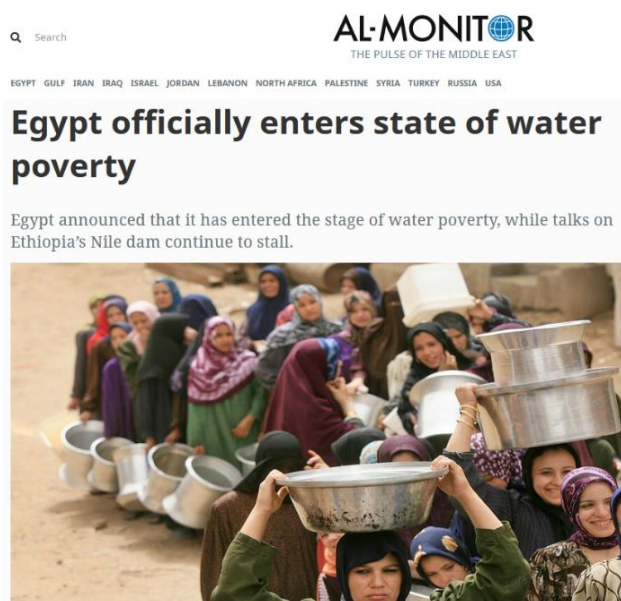 Search
AL-MONITOR
THE PULSE OF THE MIDDLE EAST
EGYPT GULF IRAN IRAQ ISRAEL JORDAN LEBANON NORTH AFRICA PALESTINE SYRIA TURKEY RUSSIA USA
Egypt officially enters state of water
poverty
Egypt announced that it has entered the stage of water poverty, while talks on
Ethiopia’s Nile dam continue to stall.